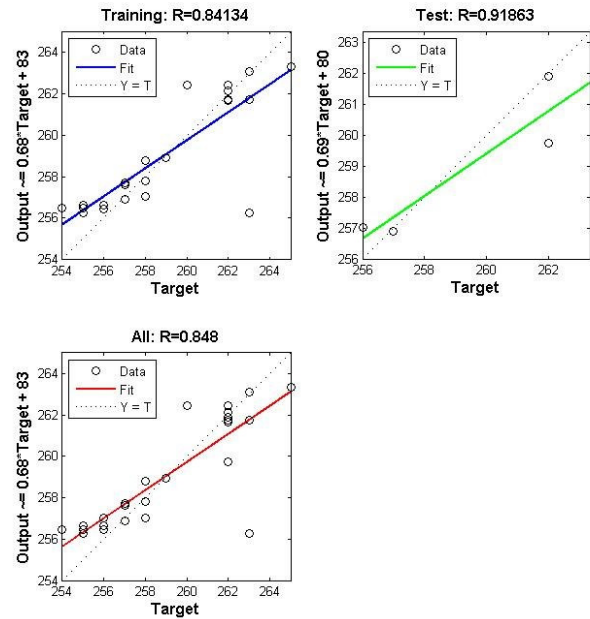 Training: R=0.84134
Output ~= 0.68*Target + 83
264
262
260
258
256
254
Data
Fit
Y = T
254 256 258 260 262 264
Target
Test: R=0.91863
Output ~= 0.69*Target + 80
263
262
261
260
259
258
257
256
Data
Fit
Y = T
256 258 260 262
Target
All: R=0.848
Output ~= 0.68*Target + 83
264
262
260
258
256
254
Data
Fit
Y = T
254 256 258 260 262 264
Target